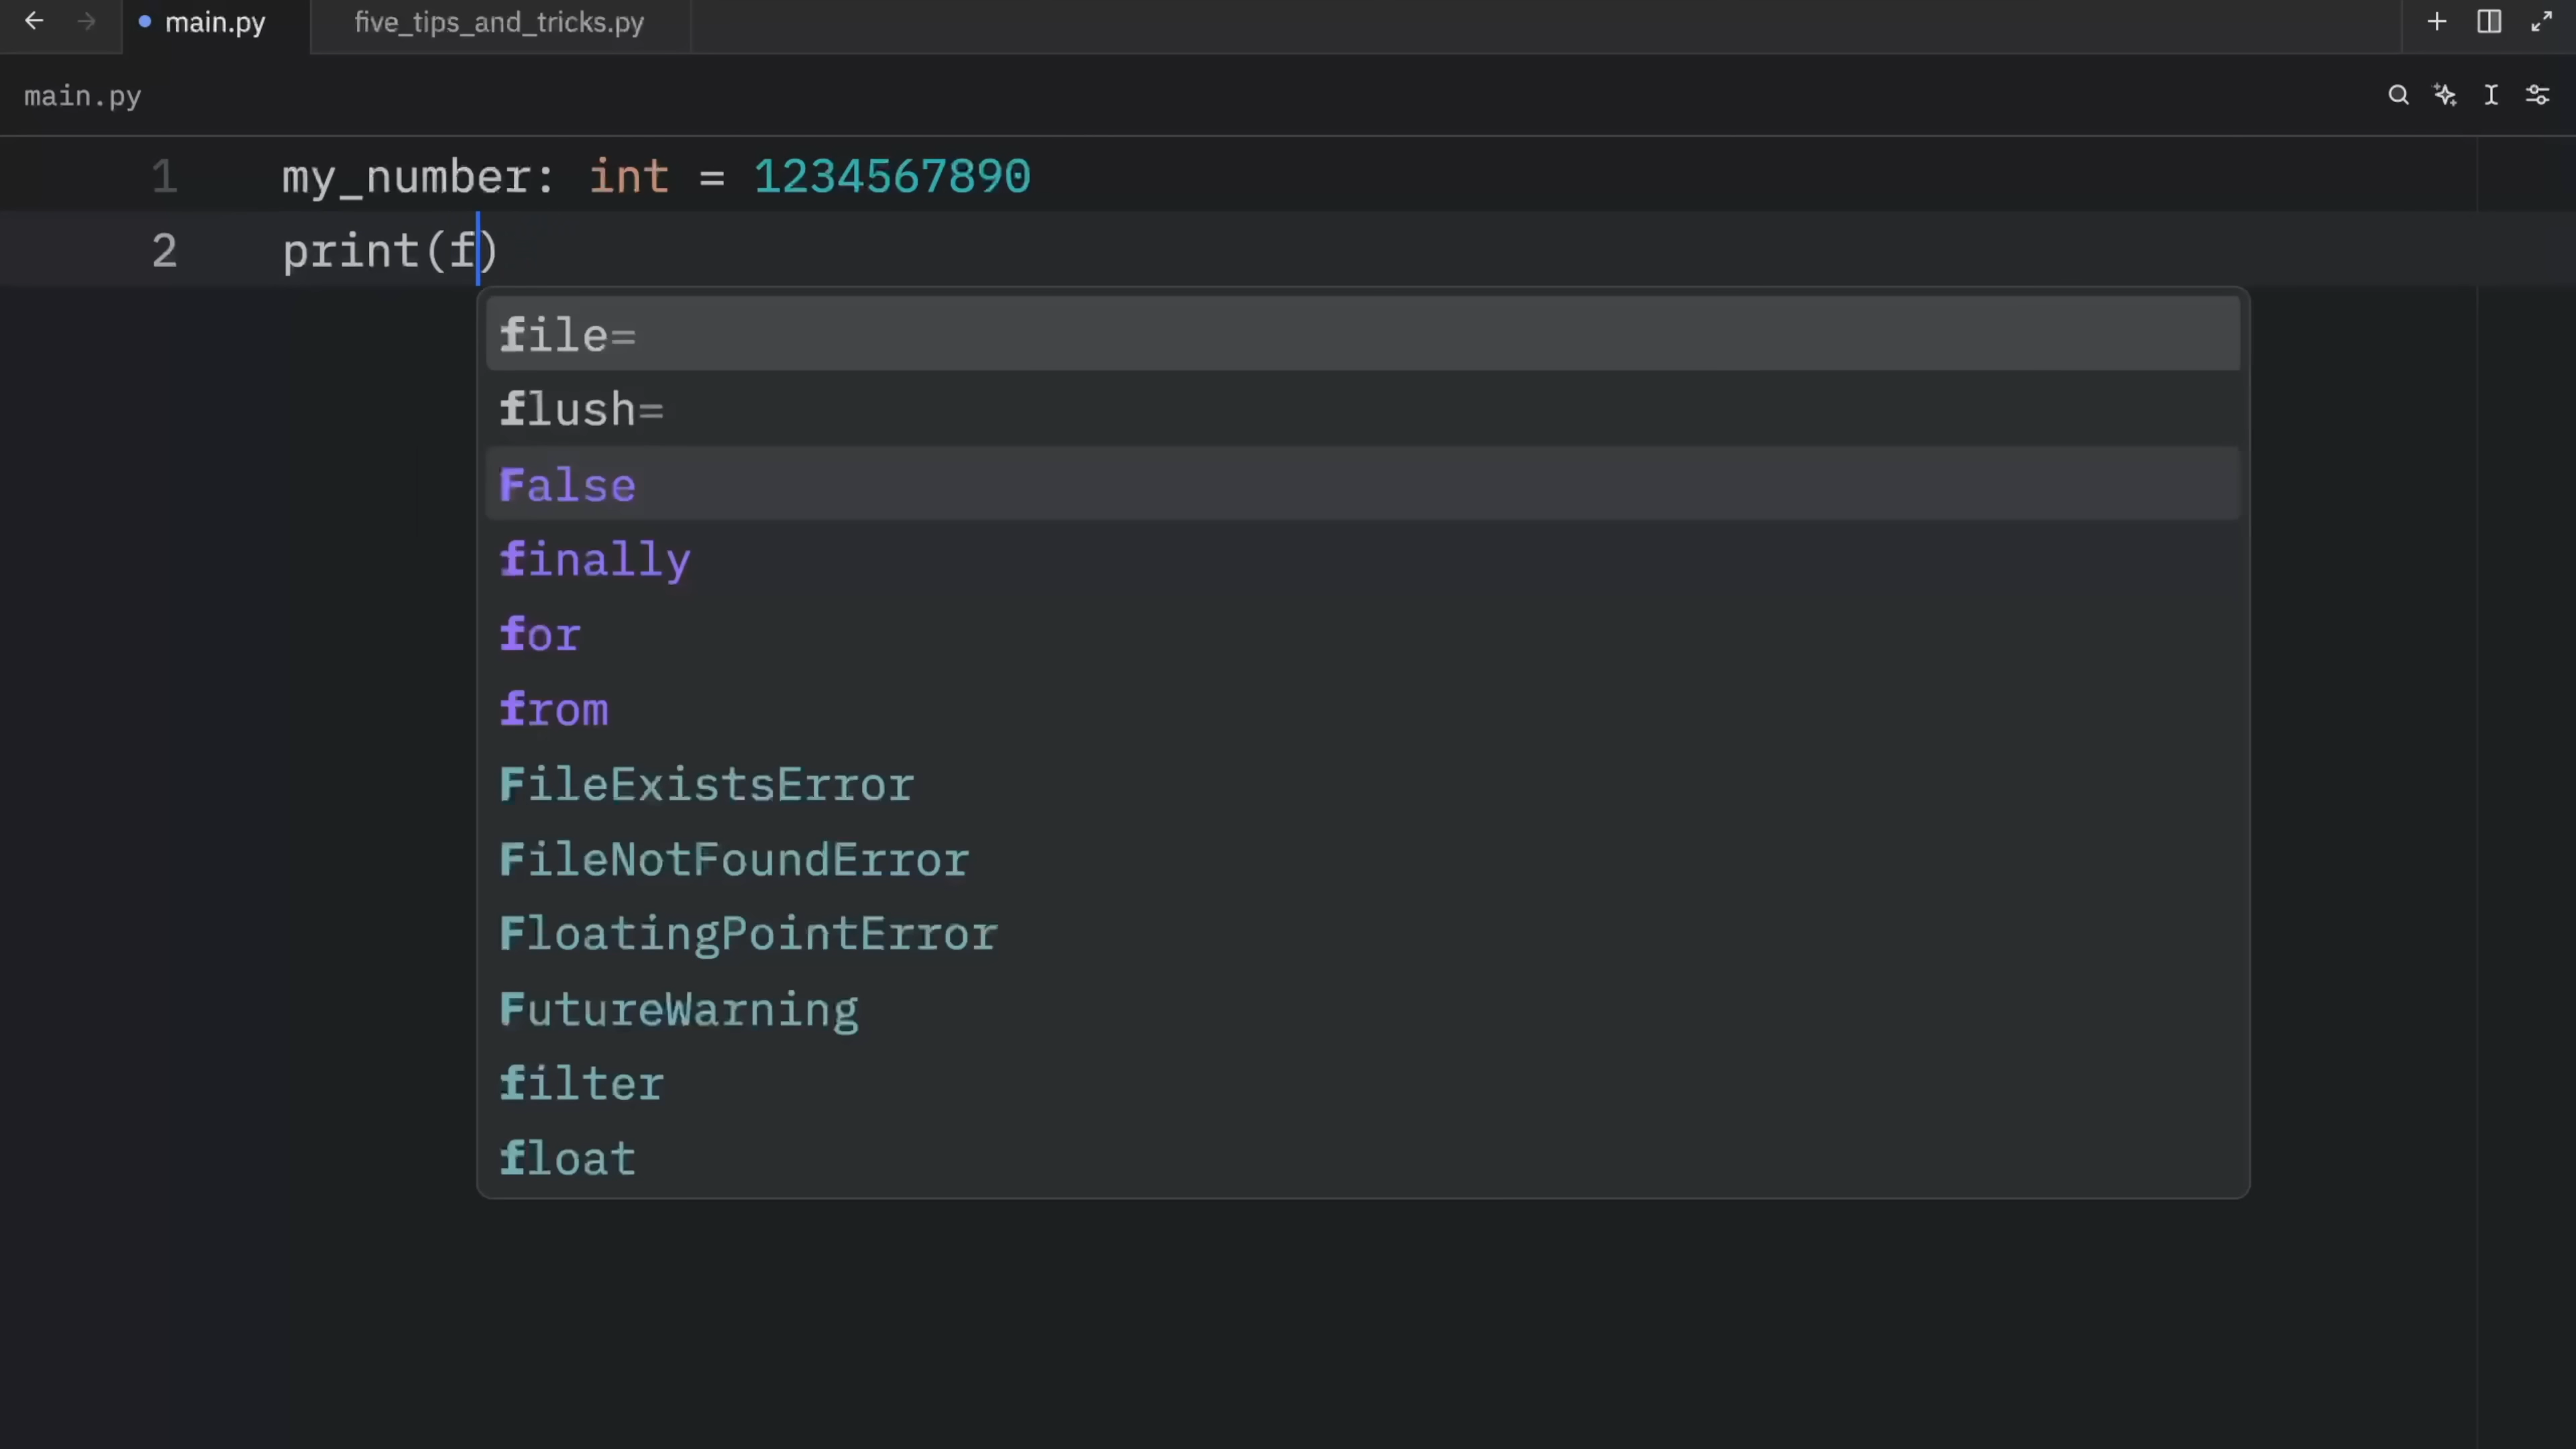 main.py five_tips_and_tricks.py
main.py
1 my_number: int = 1234567890
2 print(f)
file=
flush=
False
finally
for
from
FileExistsError
FileNotFoundError
FloatingPointError
FutureWarning
filter
float